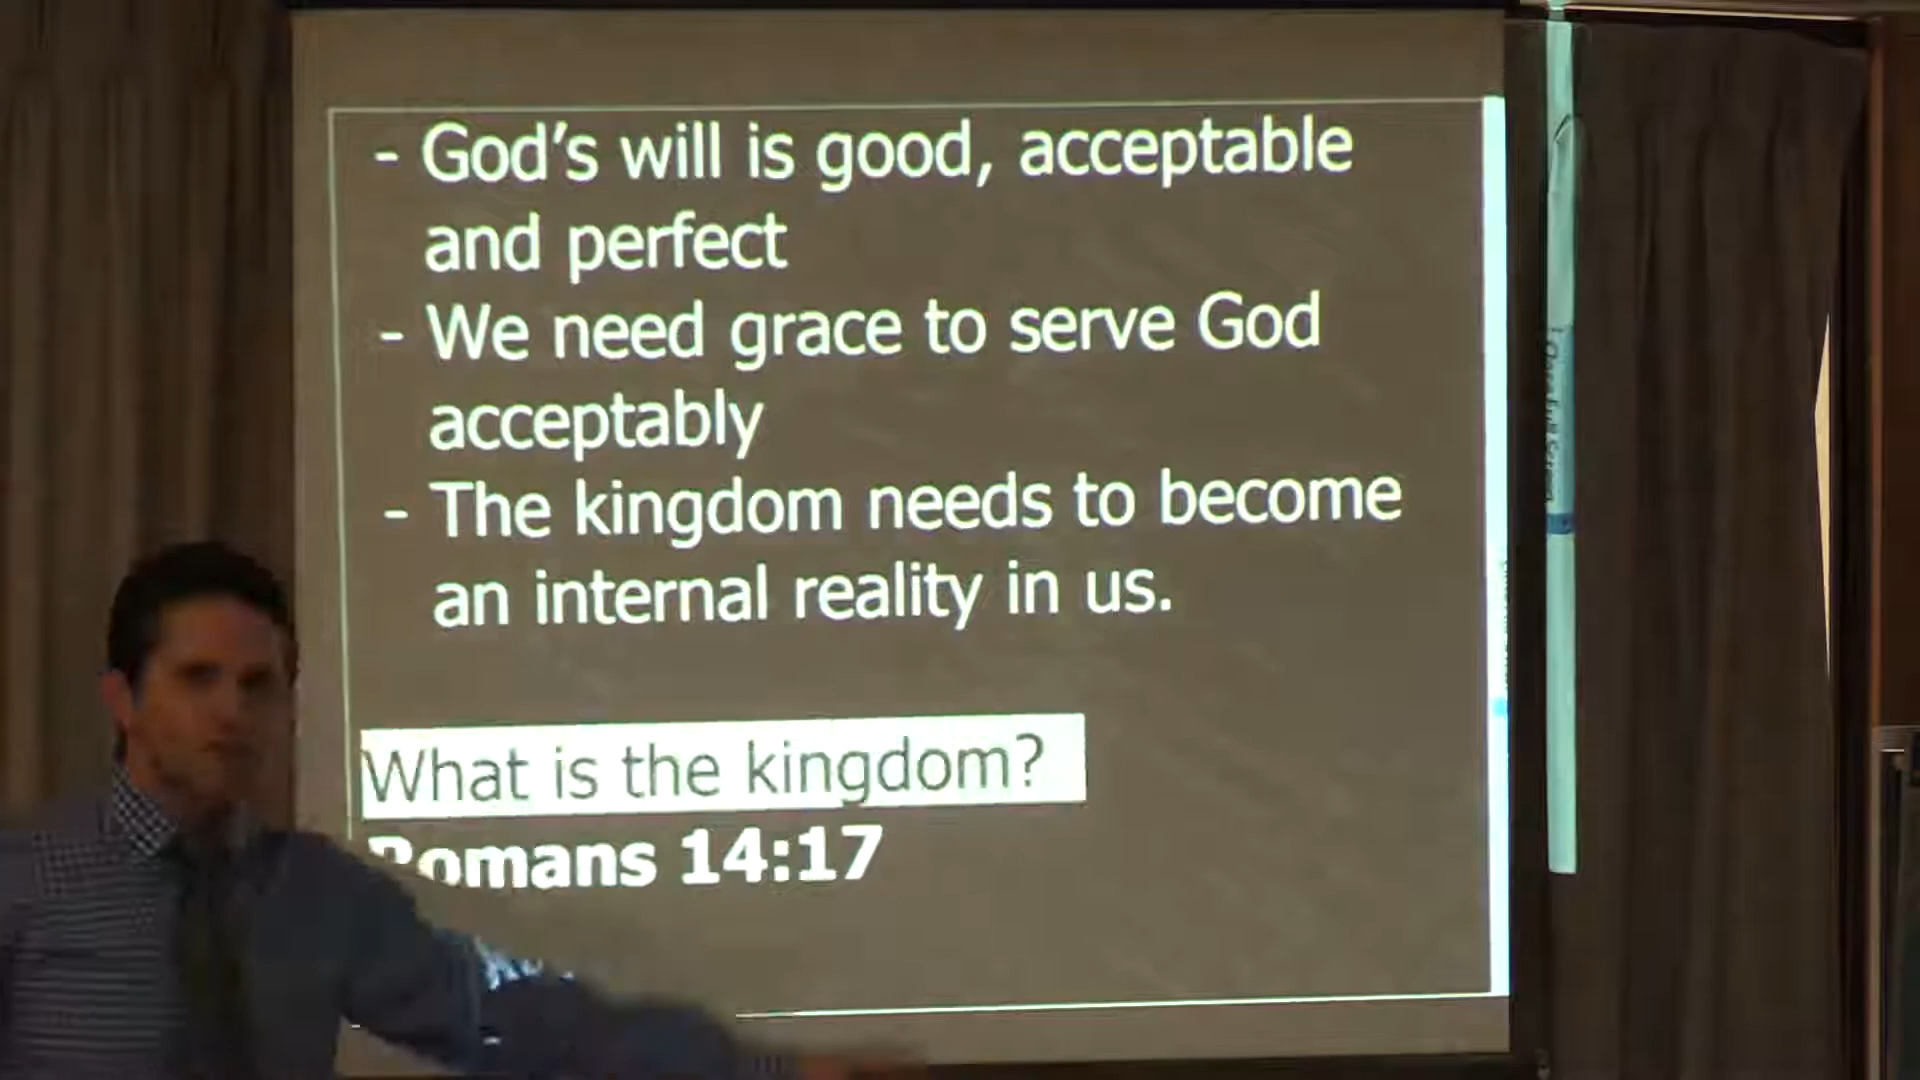 - God's will is good, acceptable
and perfect
- We need grace to serve God
acceptably
- The kingdom needs to become
an internal reality in us.
What is the kingdom?
Romans 14:17